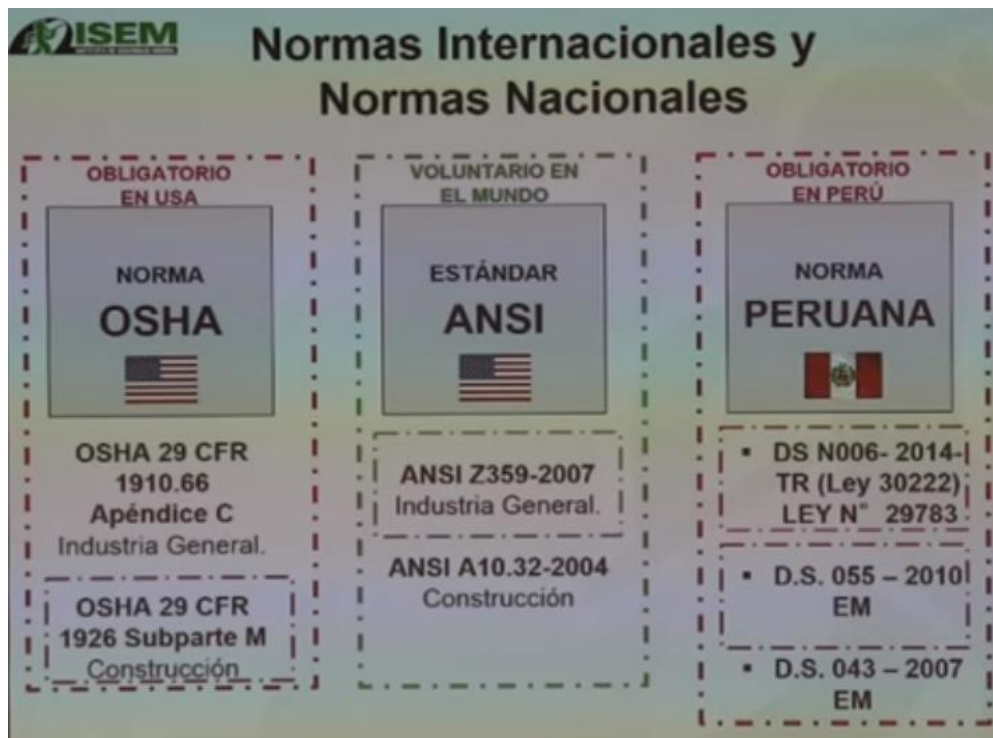 ISEM
Normas Internacionales y
Normas Nacionales
OBLIGATORIO
EN USA
NORMA
OSHA
OSHA 29 CFR
1910.66
Apéndice C
Industria General.
OSHA 29 CFR
1926 Subparte M
Construcción
VOLUNTARIO EN
EL MUNDO
ESTÁNDAR
ANSI
ANSI Z359-2007
Industria General.
ANSI A10.32-2004
Construcción
OBLIGATORIO
EN PERÚ
NORMA
PERUANA
▪ DS N006- 2014-
TR (Ley 30222)
LEY N° 29783
▪ D.S. 055 – 2010
EM
▪ D.S. 043 – 2007
EM